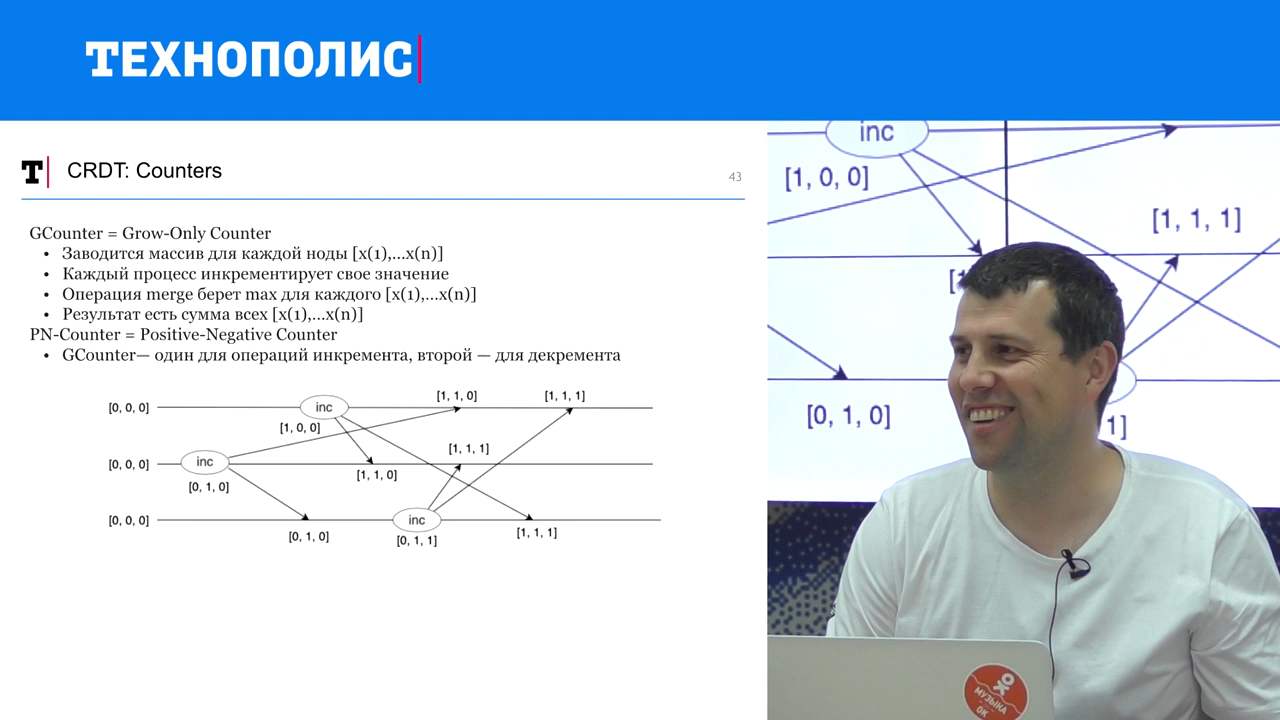 ТЕХНОПОЛИС
T
CRDT: Counters
43
GCounter = Grow-Only Counter
• Заводится массив для каждой ноды [x(1),...x(n)]
• Каждый процесс инкрементирует свое значение
• Операция merge берет max для каждого [x(1),...x(n)]
• Результат есть сумма всех [x(1),...x(n)]
PN-Counter = Positive-Negative Counter
• GCounter— один для операций инкремента, второй — для декремента
[0, 0, 0]
inc
[1, 1, 0]
[1, 1, 1]
[1, 0, 0]
[0, 0, 0]
inc
[1, 1, 1]
[0, 1, 0]
[1, 1, 0]
[0, 0, 0]
inc
[0, 1, 0]
[0, 1, 1]
[1, 1, 1]
inc
[1, 0, 0]
[1, 1, 1]
[0, 1, 0]
1]
МУЗЫКА
ОК